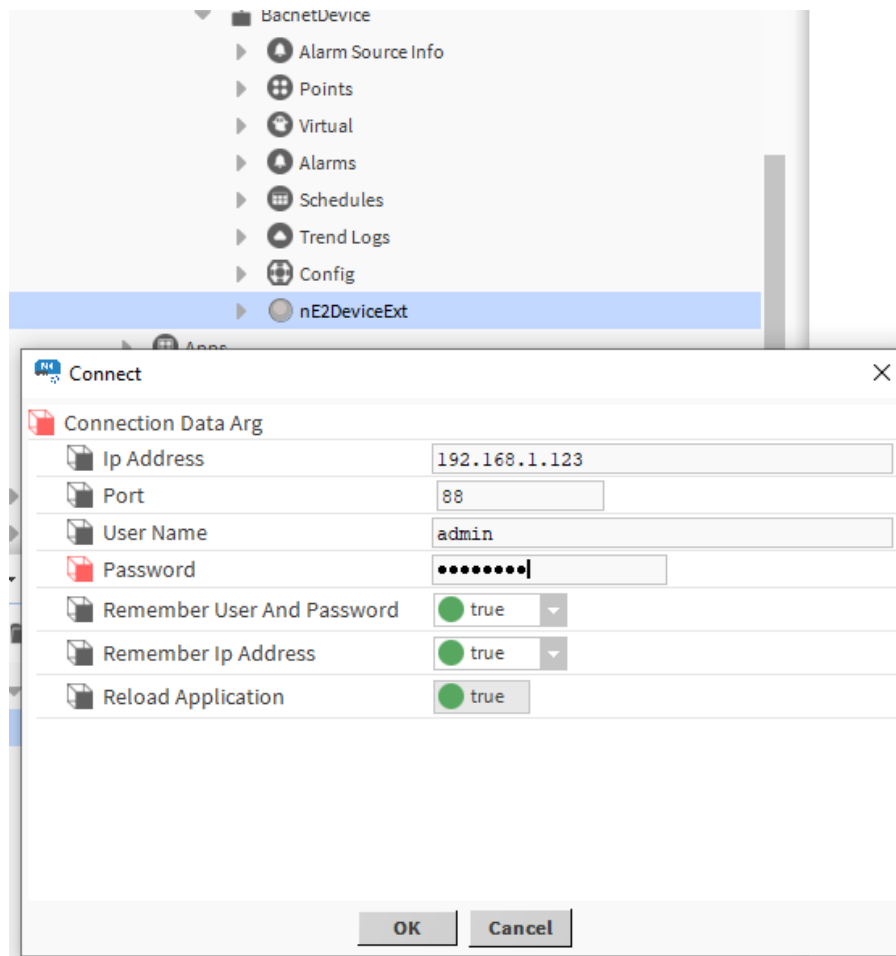 BacnetDevice
Alarm Source Info
Points
Virtual
Alarms
Schedules
Trend Logs
Config
nE2DeviceExt
Apps
N4
Connect
Connection Data Arg
Ip Address 192.168.1.123
Port 88
User Name admin
Password ••••••••
Remember User And Password true
Remember Ip Address true
Reload Application true
OK Cancel